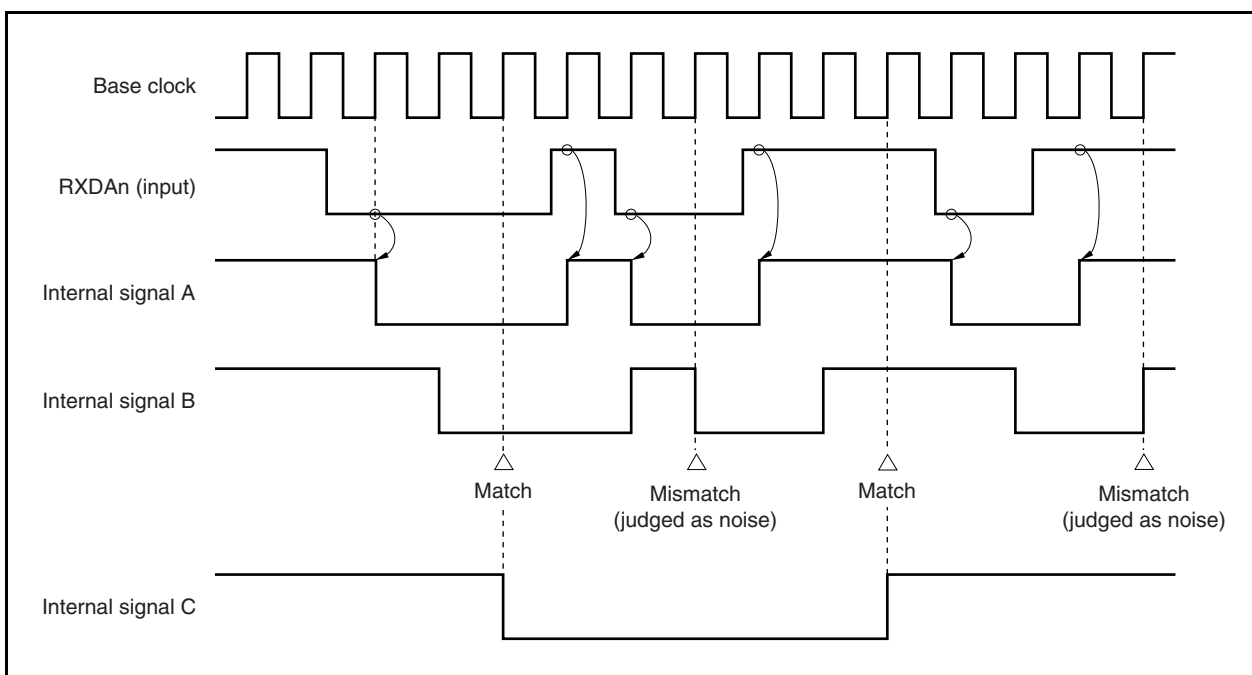 Base clock
RXDAn (input)
Internal signal A
Internal signal B
Match
Mismatch
(judged as noise)
Match
Mismatch
(judged as noise)
Internal signal C